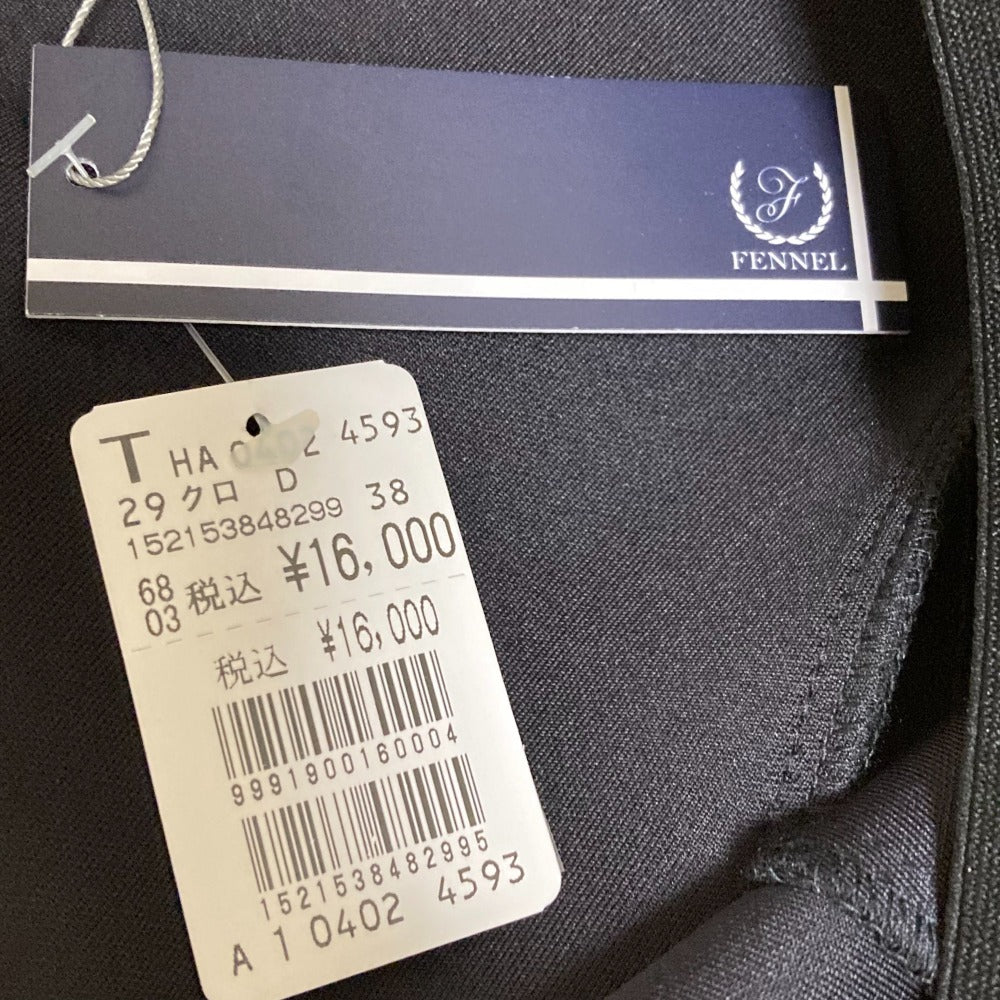 F
FENNEL
T HA 0402 4593
29 クロ D
152153848299 38
68
03 税込 ¥16,000
税込 ¥16,000
9991900160004
1521538482995
A 1 0402 4593